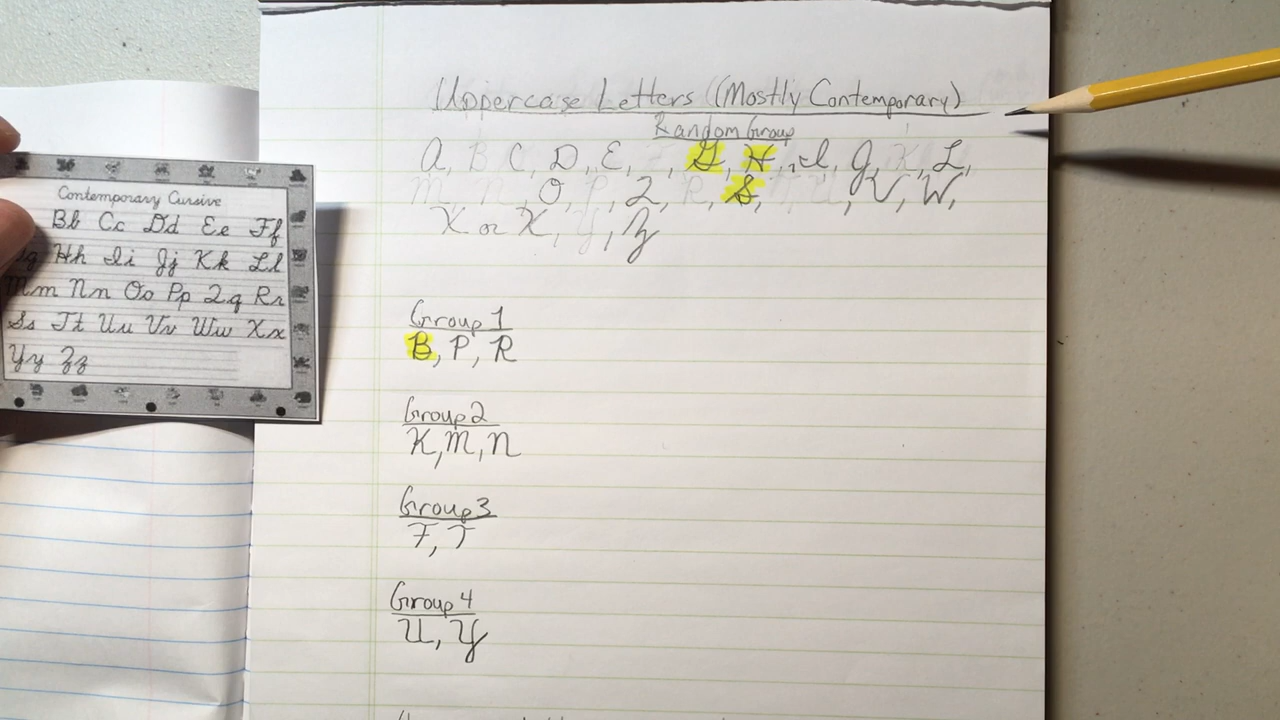 Uppercase Letters (Mostly Contemporary)
Random Group
A, B C, D, E, F, G, H, I, J, K, L,
M, N, O, P, Q, R, S, T, U, V, W,
X or X, Y, Z
Group 1
B, P, R
Group 2
K, M, N
Group 3
F, T
Group 4
U, Y
Contemporary Cursive
Bb Cc Dd Ee Ff
Hh Ii Jj Kk Ll
Mm Nn Oo Pp Qq Rr
Ss Tt Uu Vv Ww Xx
Yy Zz